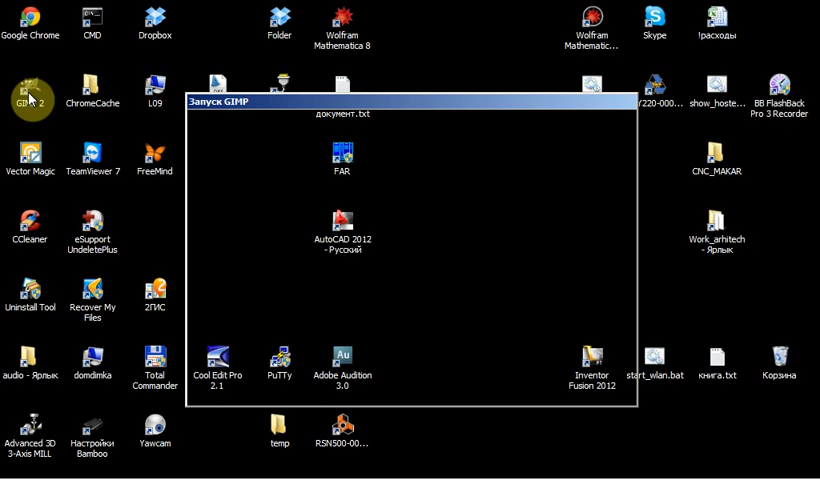 Google Chrome
CMD
Dropbox
Folder
Wolfram
Mathematica 8
Wolfram
Mathematic...
Skype
!расходы
GIMP 2
ChromeCache
L09
Запуск GIMP
документ.txt
show_hoste...
BB FlashBack
Pro 3 Recorder
Vector Magic
TeamViewer 7
FreeMind
FAR
CNC_MAKAR
CCleaner
eSupport
UndeletePlus
AutoCAD 2012
- Русский
Work_arhitech
- Ярлык
Uninstall Tool
Recover My
Files
2ГИС
audio - Ярлык
domdimka
Total
Commander
Cool Edit Pro
2.1
PuTTy
Adobe Audition
3.0
Inventor
Fusion 2012
start_wlan.bat
книга.txt
Корзина
Advanced 3D
3-Axis MILL
Настройки
Bamboo
Yawcam
temp
RSN500-00...